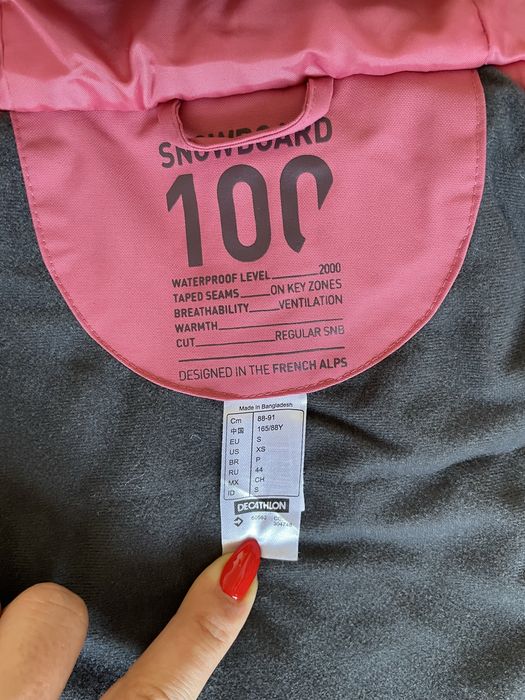 SNOWBOARD
100
WATERPROOF LEVEL 2000
TAPED SEAMS ON KEY ZONES
BREATHABILITY VENTILATION
WARMTH
CUT REGULAR SNB
DESIGNED IN THE FRENCH ALPS
Made in Bangladesh
Cm 88-91
中国 165/88Y
EU S
US XS
BR P
RU 44
MX CH
ID S
DECATHLON